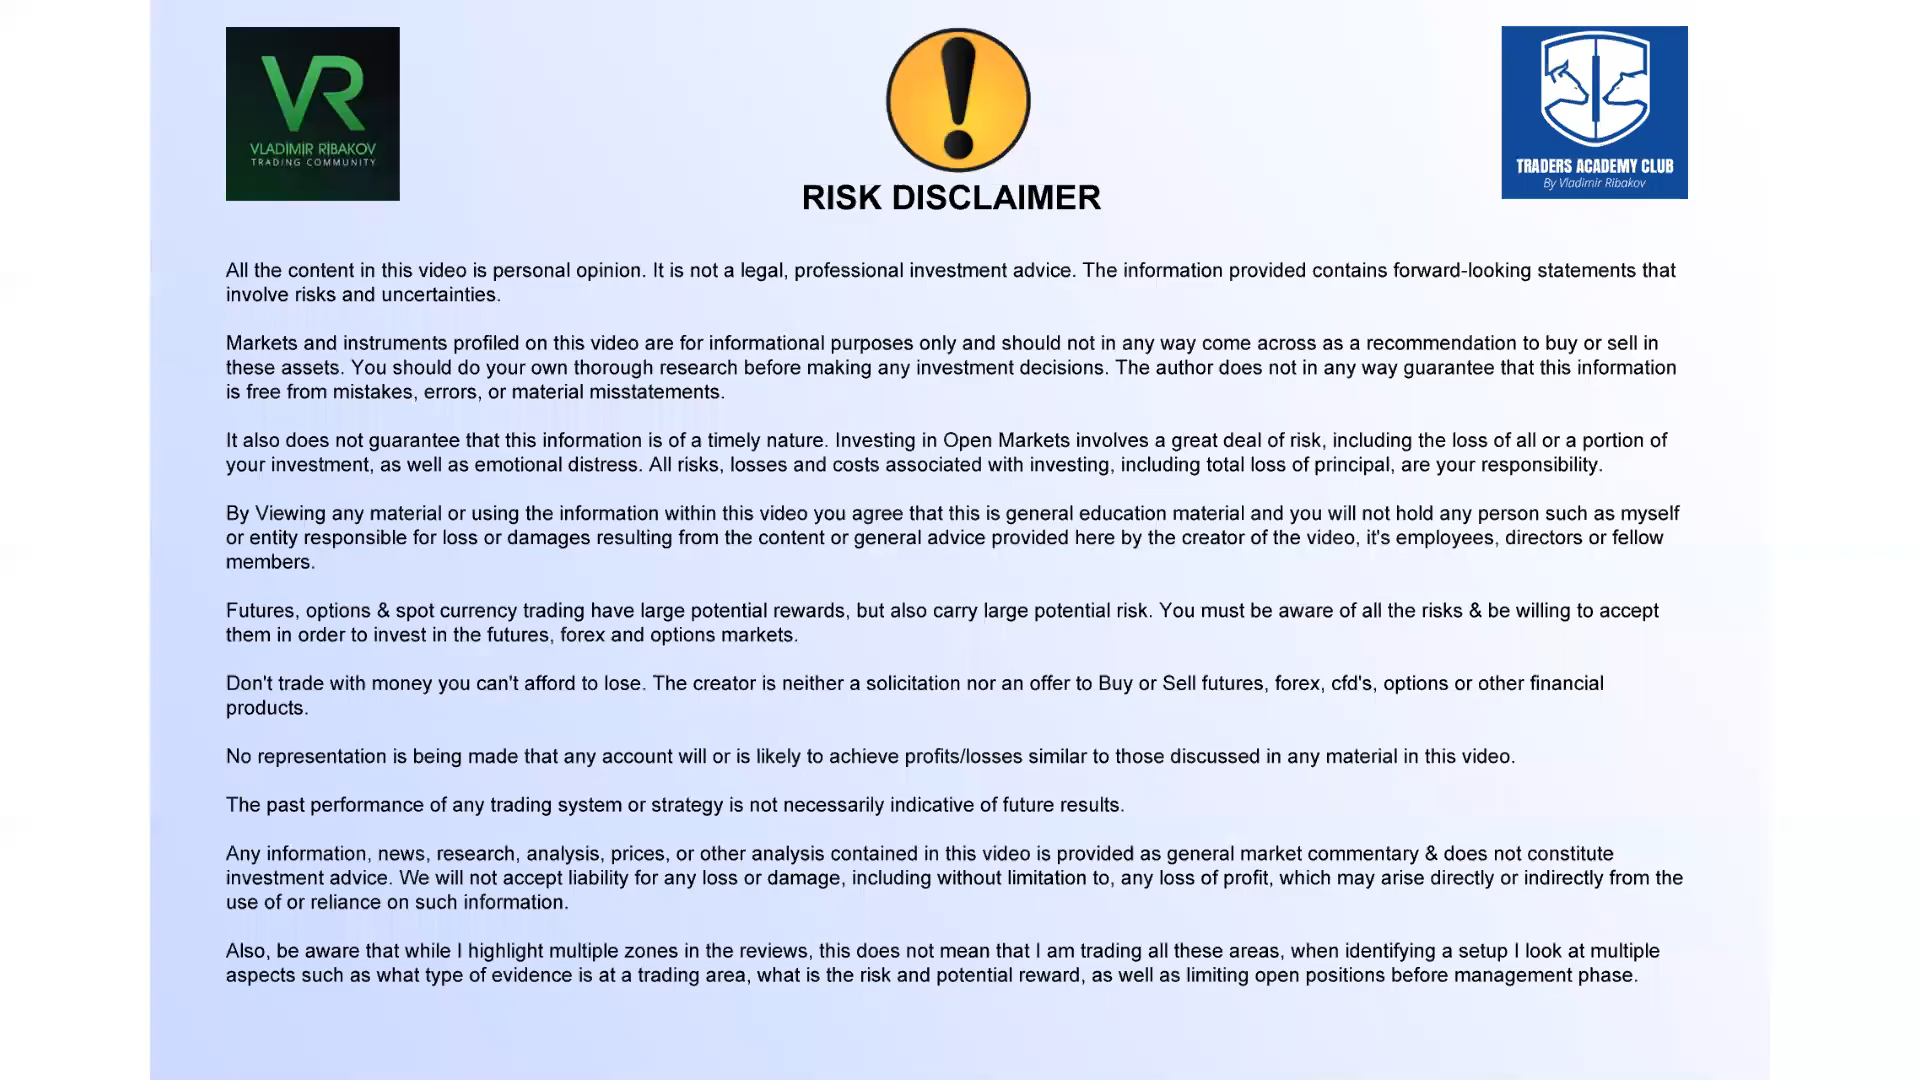 VR
VLADIMIR RIBAKOV
TRADING COMMUNITY
TRADERS ACADEMY CLUB
By Vladimir Ribakov
RISK DISCLAIMER
All the content in this video is personal opinion. It is not a legal, professional investment advice. The information provided contains forward-looking statements that
involve risks and uncertainties.
Markets and instruments profiled on this video are for informational purposes only and should not in any way come across as a recommendation to buy or sell in
these assets. You should do your own thorough research before making any investment decisions. The author does not in any way guarantee that this information
is free from mistakes, errors, or material misstatements.
It also does not guarantee that this information is of a timely nature. Investing in Open Markets involves a great deal of risk, including the loss of all or a portion of
your investment, as well as emotional distress. All risks, losses and costs associated with investing, including total loss of principal, are your responsibility.
By Viewing any material or using the information within this video you agree that this is general education material and you will not hold any person such as myself
or entity responsible for loss or damages resulting from the content or general advice provided here by the creator of the video, it's employees, directors or fellow
members.
Futures, options & spot currency trading have large potential rewards, but also carry large potential risk. You must be aware of all the risks & be willing to accept
them in order to invest in the futures, forex and options markets.
Don't trade with money you can't afford to lose. The creator is neither a solicitation nor an offer to Buy or Sell futures, forex, cfd's, options or other financial
products.
No representation is being made that any account will or is likely to achieve profits/losses similar to those discussed in any material in this video.
The past performance of any trading system or strategy is not necessarily indicative of future results.
Any information, news, research, analysis, prices, or other analysis contained in this video is provided as general market commentary & does not constitute
investment advice. We will not accept liability for any loss or damage, including without limitation to, any loss of profit, which may arise directly or indirectly from the
use of or reliance on such information.
Also, be aware that while I highlight multiple zones in the reviews, this does not mean that I am trading all these areas, when identifying a setup I look at multiple
aspects such as what type of evidence is at a trading area, what is the risk and potential reward, as well as limiting open positions before management phase.